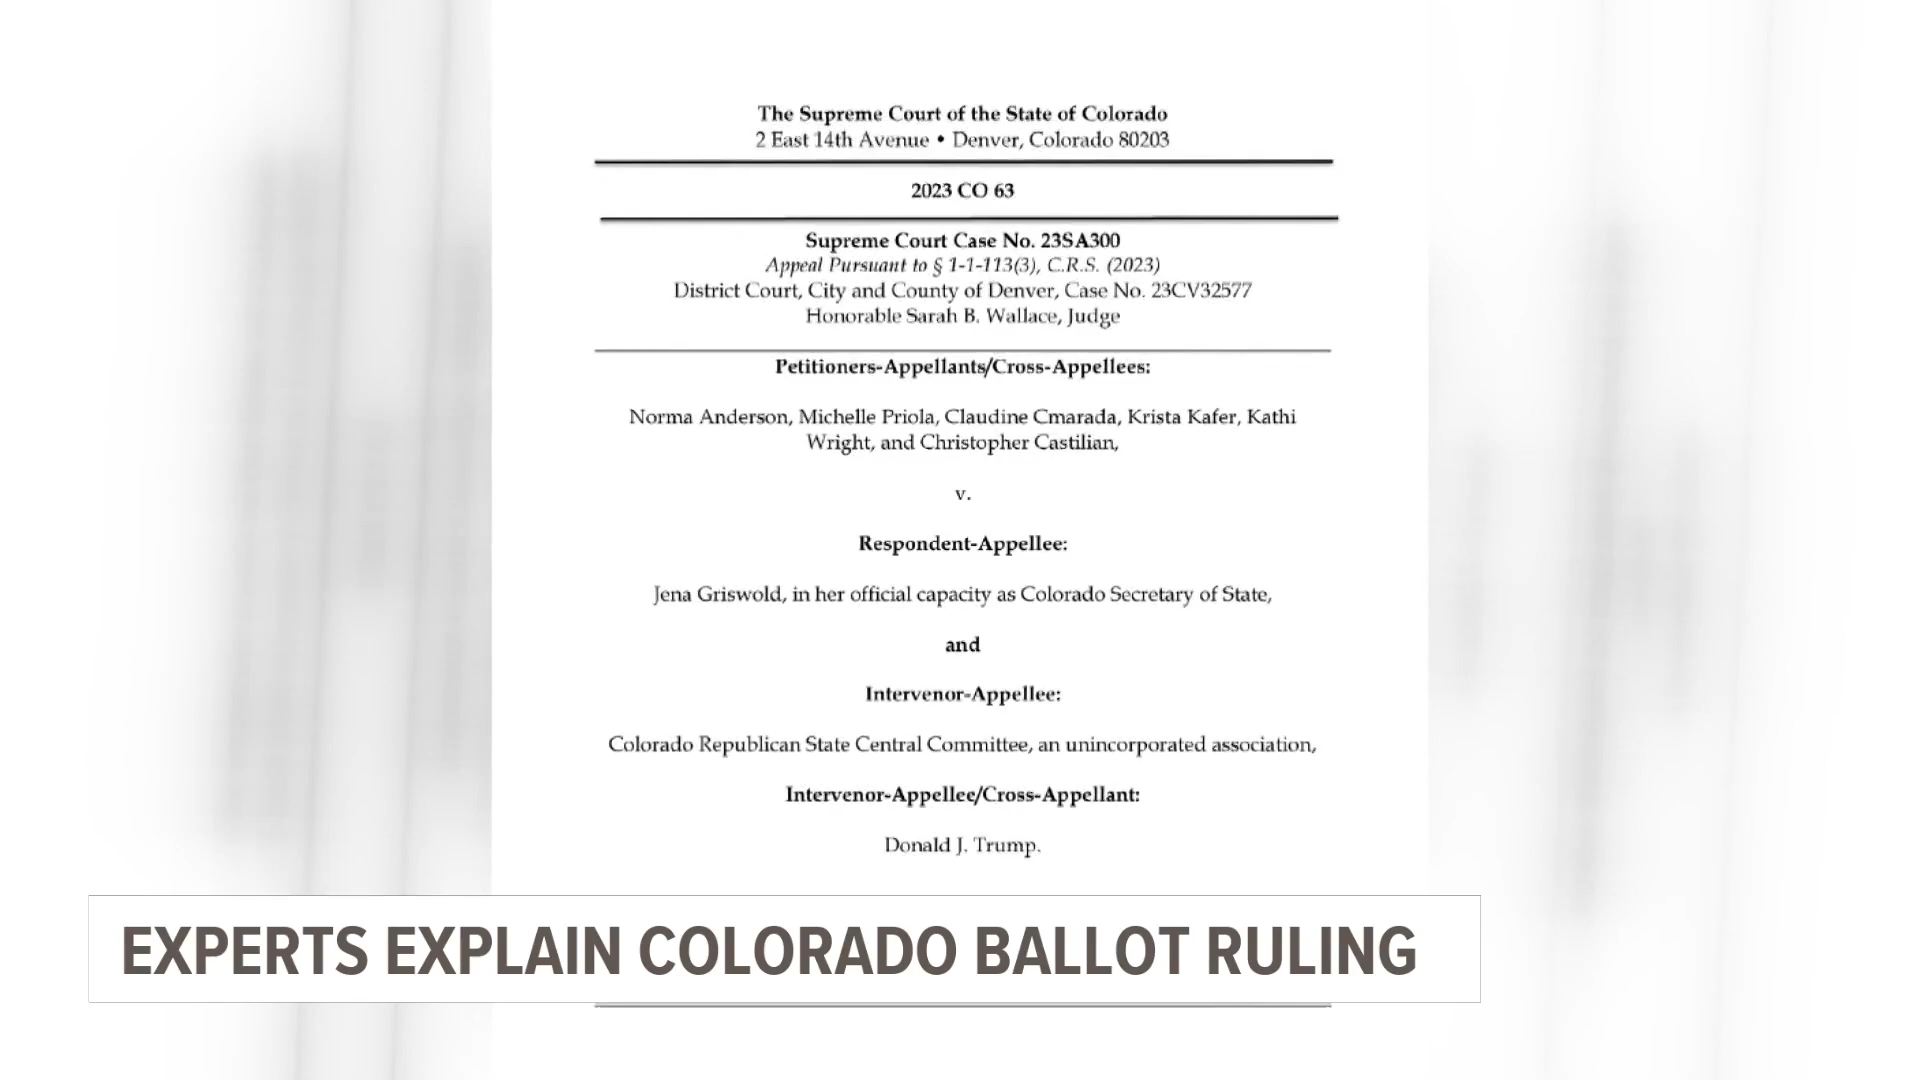 The Supreme Court of the State of Colorado
2 East 14th Avenue • Denver, Colorado 80203
2023 CO 63
Supreme Court Case No. 23SA300
Appeal Pursuant to § 1-1-113(3), C.R.S. (2023)
District Court, City and County of Denver, Case No. 23CV32577
Honorable Sarah B. Wallace, Judge
Petitioners-Appellants/Cross-Appellees:
Norma Anderson, Michelle Priola, Claudine Cmarada, Krista Kafer, Kathi
Wright, and Christopher Castilian,
v.
Respondent-Appellee:
Jena Griswold, in her official capacity as Colorado Secretary of State,
and
Intervenor-Appellee:
Colorado Republican State Central Committee, an unincorporated association,
Intervenor-Appellee/Cross-Appellant:
Donald J. Trump.
EXPERTS EXPLAIN COLORADO BALLOT RULING